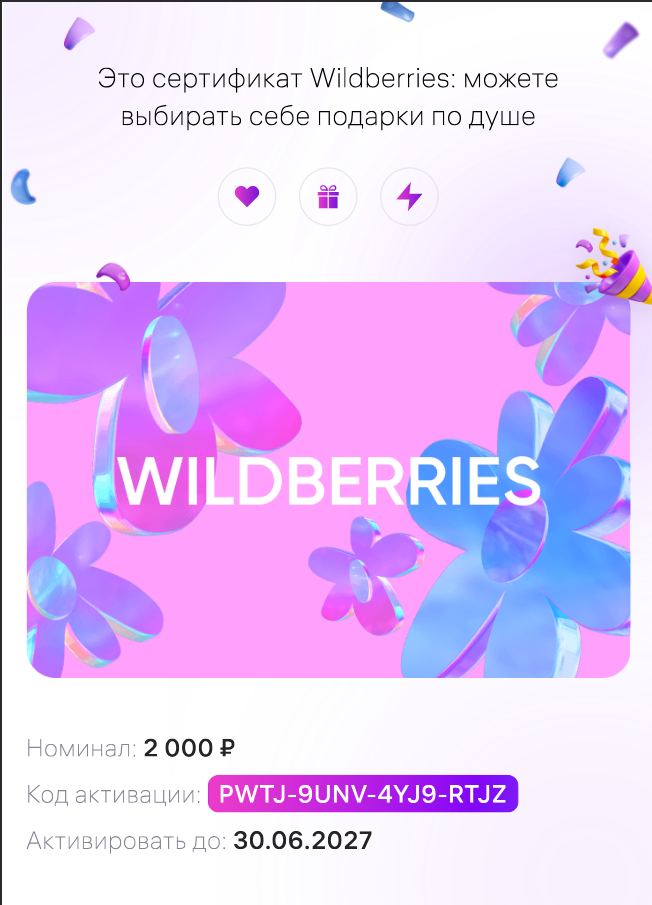 Это сертификат Wildberries: можете
выбирать себе подарки по душе
WILDBERRIES
Номинал: 2 000 ₽
Код активации: PWTJ-9UNV-4YJ9-RTJZ
Активировать до: 30.06.2027